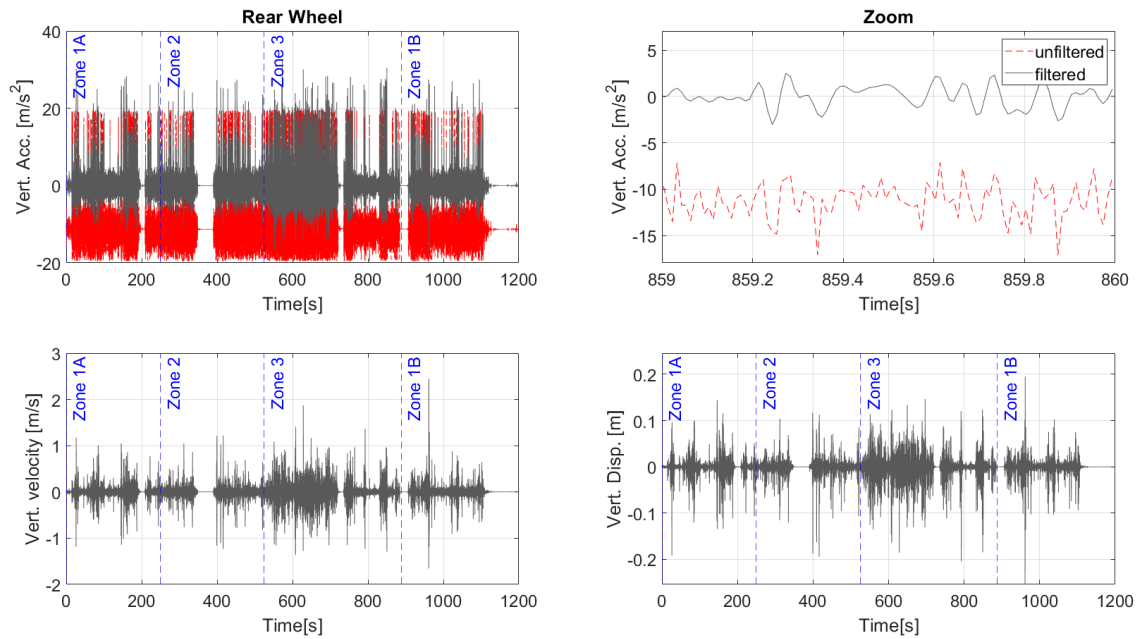 Rear Wheel
40
20
0
-20
Vert. Acc. [m/s2]
Zone 1A
Zone 2
Zone 3
Zone 1B
0 200 400 600 800 1000 1200
Time[s]
Zoom
5
0
-5
-10
-15
Vert. Acc. [m/s2]
unfiltered
filtered
859 859.2 859.4 859.6 859.8 860
Time[s]
3
2
1
0
-1
-2
Vert. velocity [m/s]
Zone 1A
Zone 2
Zone 3
Zone 1B
0 200 400 600 800 1000 1200
Time[s]
0.2
0.1
0
-0.1
-0.2
Vert. Disp. [m]
Zone 1A
Zone 2
Zone 3
Zone 1B
0 200 400 600 800 1000 1200
Time[s]